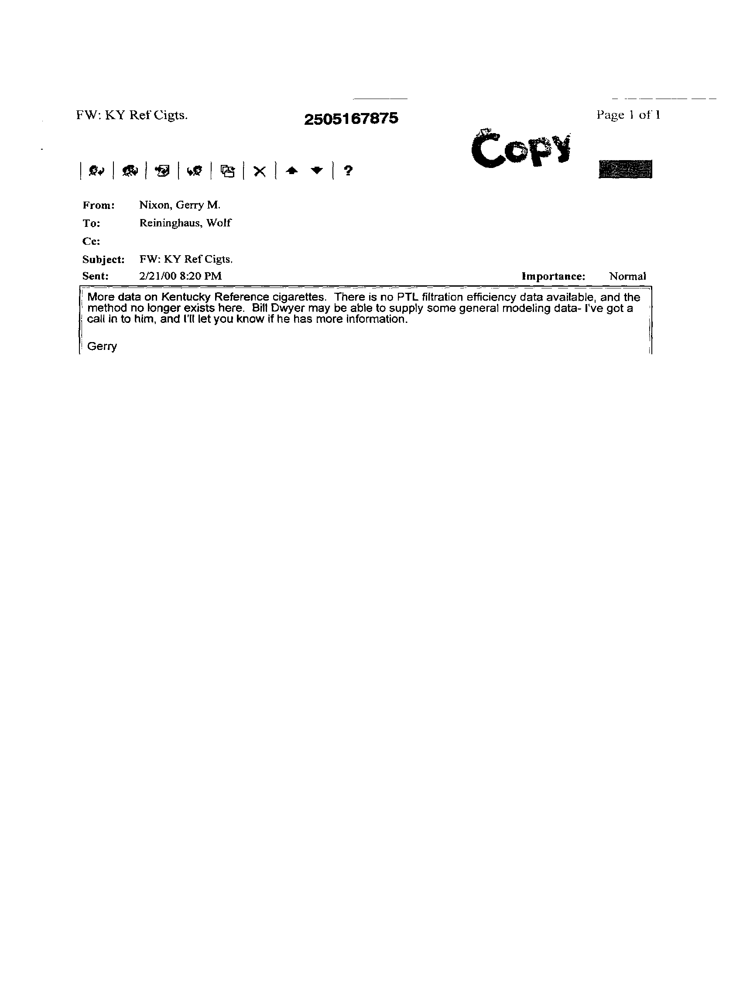 FW: KY Ref Cigts.
2505167875
Page 1 of 1
Copy
?
From: Nixon, Gerry M.
To: Reininghaus, Wolf
Cc:
Subject: FW: KY Ref Cigts.
Sent: 2/21/00 8:20 PM Importance: Normal
More data on Kentucky Reference cigarettes. There is no PTL filtration efficiency data available, and the
method no longer exists here. Bill Dwyer may be able to supply some general modeling data- I've got a
call in to him, and I'll let you know if he has more information.
Gerry